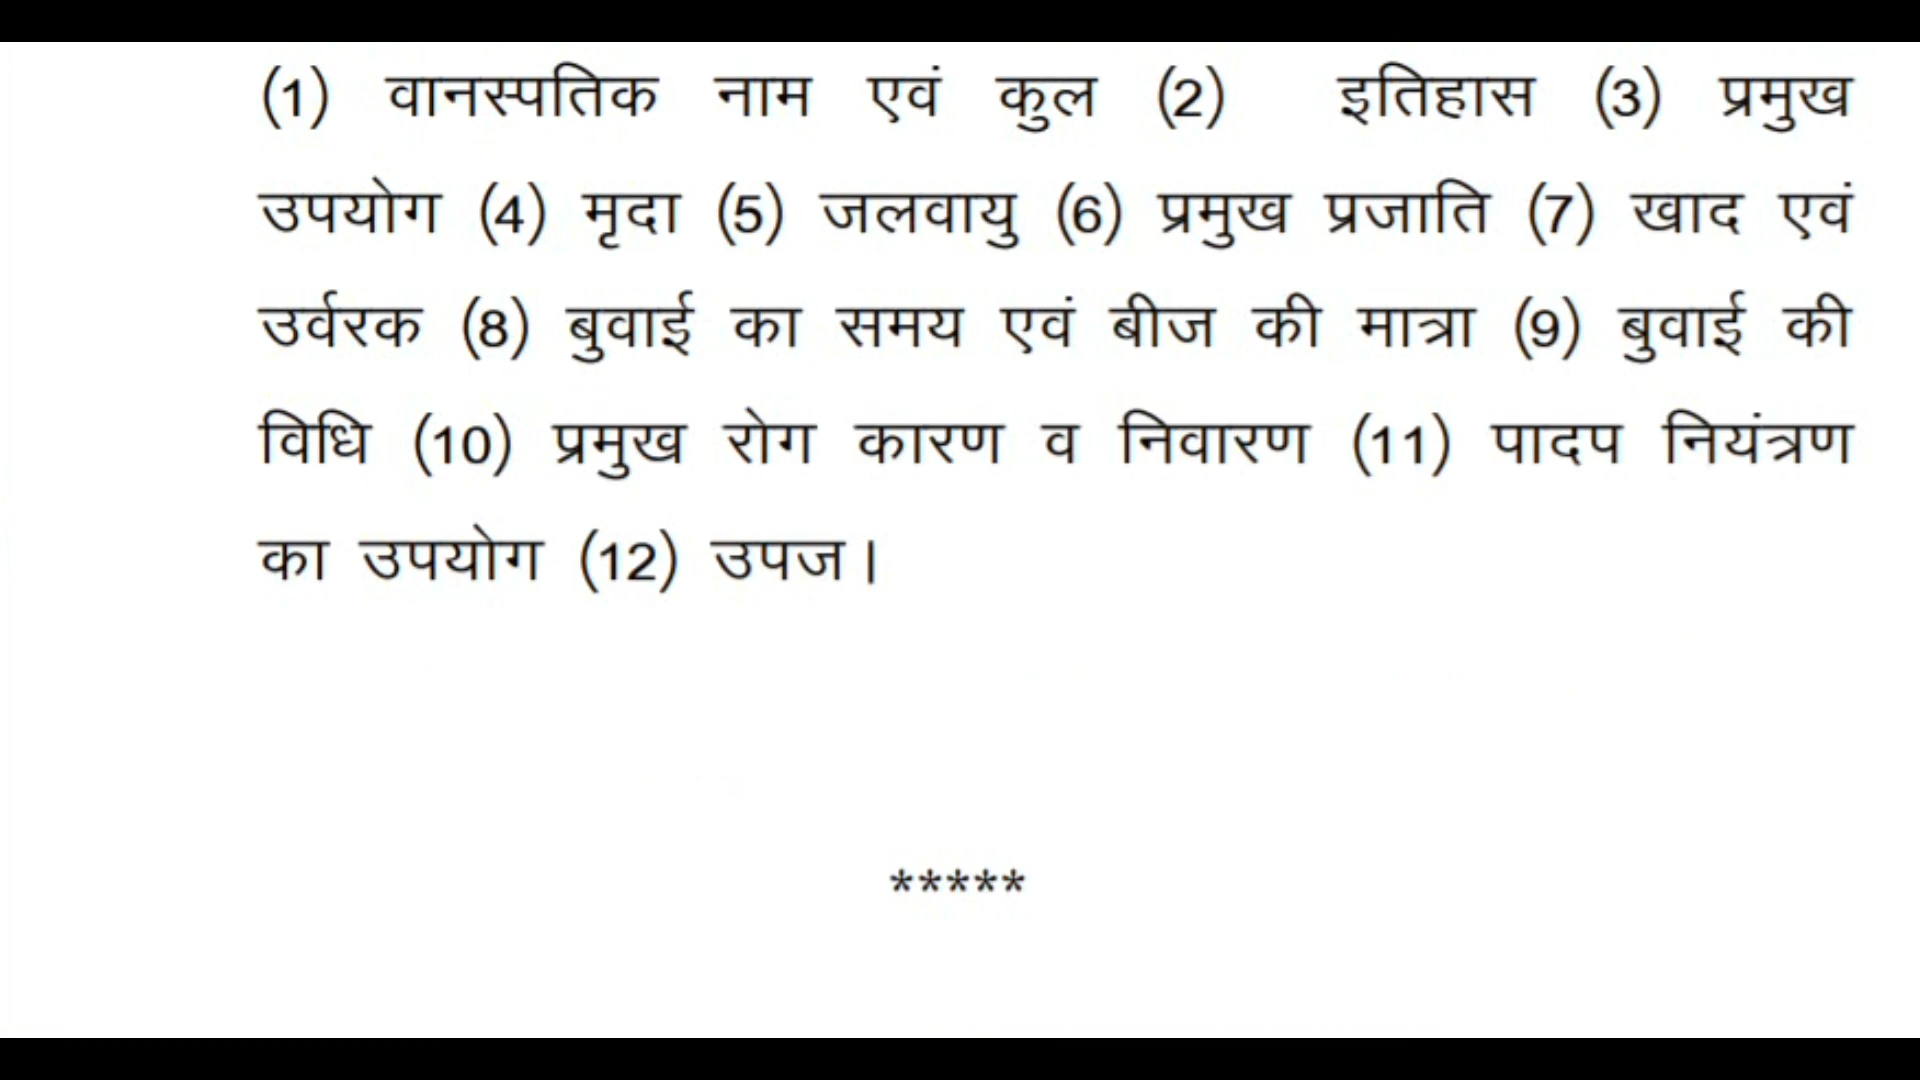 (1) वानस्पतिक नाम एवं कुल (2) इतिहास (3) प्रमुख
उपयोग (4) मृदा (5) जलवायु (6) प्रमुख प्रजाति (7) खाद एवं
उर्वरक (8) बुवाई का समय एवं बीज की मात्रा (9) बुवाई की
विधि (10) प्रमुख रोग कारण व निवारण (11) पादप नियंत्रण
का उपयोग (12) उपज।
*****